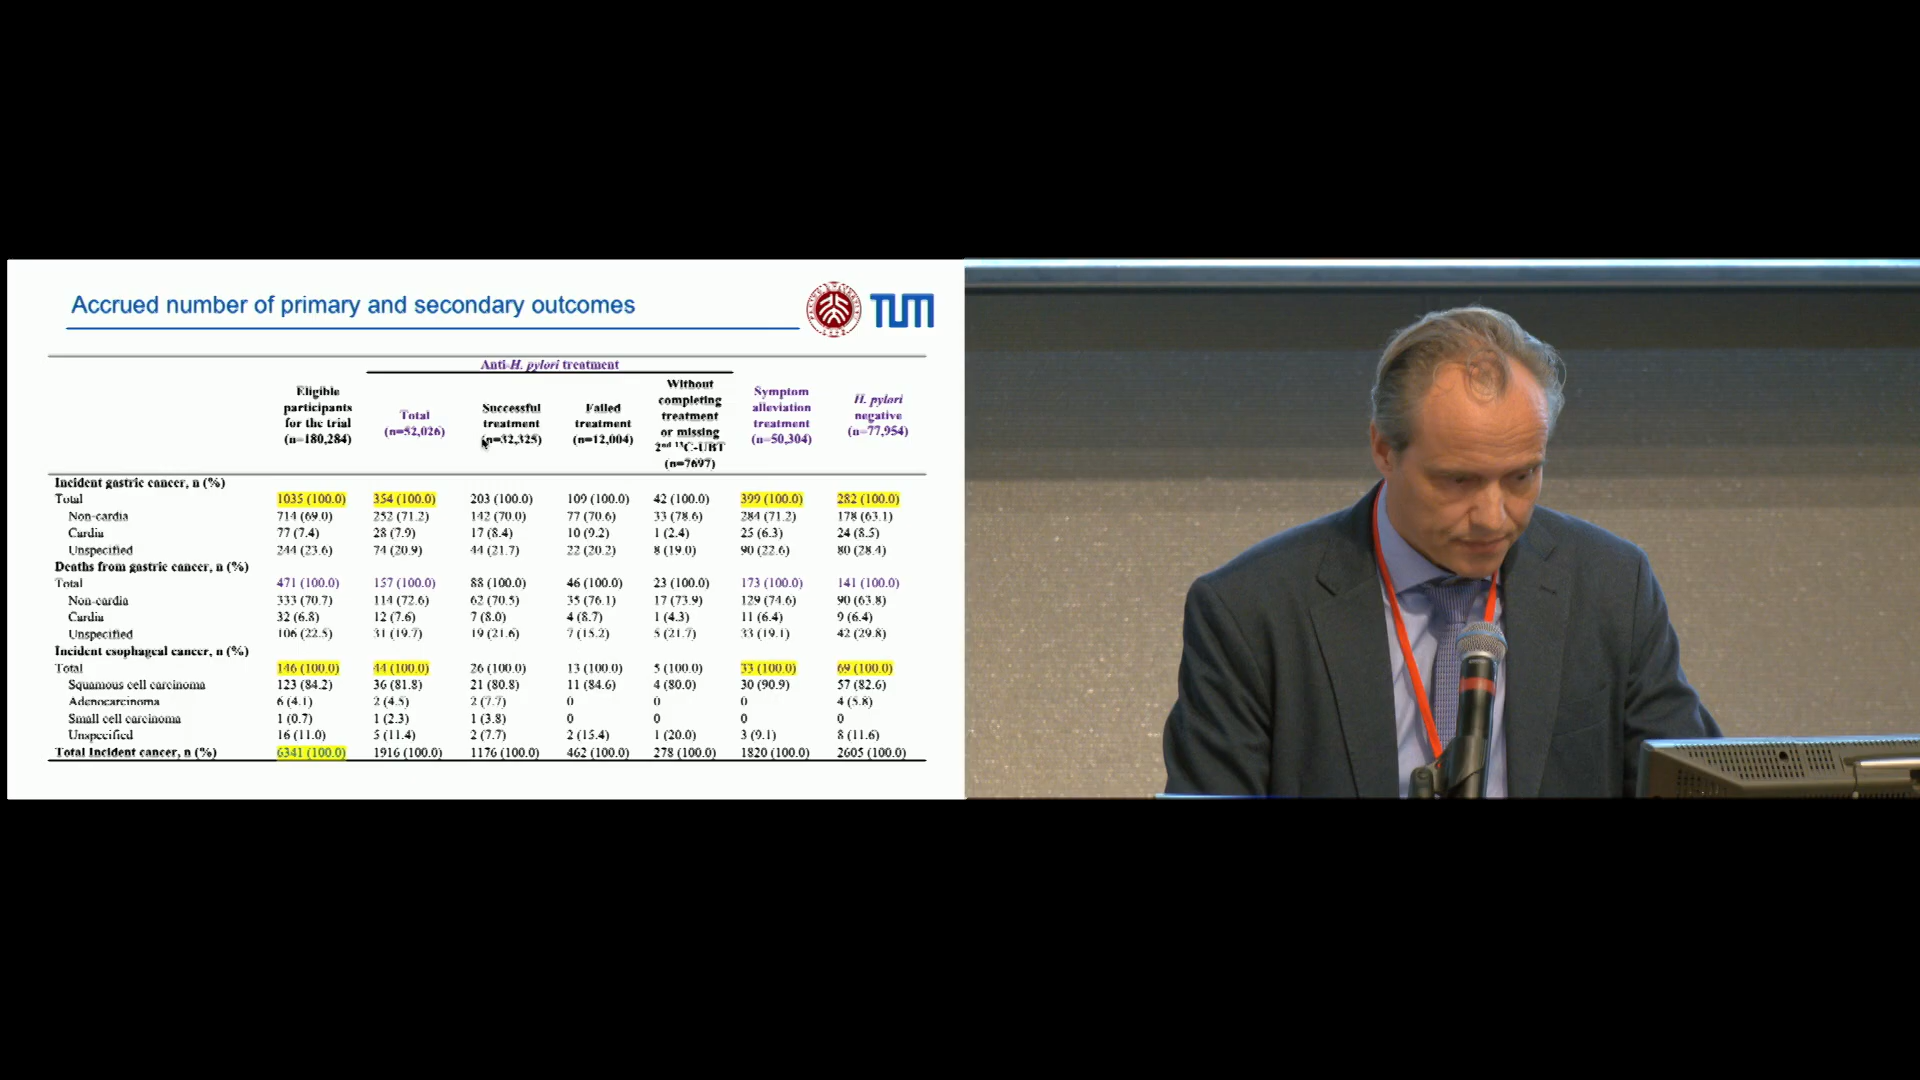 Accrued number of primary and secondary outcomes
TUM
Anti-H. pylori treatment
Eligible participants for the trial (n=180,284)
Total (n=52,026)
Successful treatment (n=32,325)
Failed treatment (n=12,004)
Without completing treatment or missing 2nd 13C-UBT (n=7697)
Symptom alleviation treatment (n=50,304)
H. pylori negative (n=77,954)
Incident gastric cancer, n (%)
Total 1035 (100.0) 354 (100.0) 203 (100.0) 109 (100.0) 42 (100.0) 399 (100.0) 282 (100.0)
Non-cardia 714 (69.0) 252 (71.2) 142 (70.0) 77 (70.6) 33 (78.6) 284 (71.2) 178 (63.1)
Cardia 77 (7.4) 28 (7.9) 17 (8.4) 10 (9.2) 1 (2.4) 25 (6.3) 24 (8.5)
Unspecified 244 (23.6) 74 (20.9) 44 (21.7) 22 (20.2) 8 (19.0) 90 (22.6) 80 (28.4)
Deaths from gastric cancer, n (%)
Total 471 (100.0) 157 (100.0) 88 (100.0) 46 (100.0) 23 (100.0) 173 (100.0) 141 (100.0)
Non-cardia 333 (70.7) 114 (72.6) 62 (70.5) 35 (76.1) 17 (73.9) 129 (74.6) 90 (63.8)
Cardia 32 (6.8) 12 (7.6) 7 (8.0) 4 (8.7) 1 (4.3) 11 (6.4) 9 (6.4)
Unspecified 106 (22.5) 31 (19.7) 19 (21.6) 7 (15.2) 5 (21.7) 33 (19.1) 42 (29.8)
Incident esophageal cancer, n (%)
Total 146 (100.0) 44 (100.0) 26 (100.0) 13 (100.0) 5 (100.0) 33 (100.0) 69 (100.0)
Squamous cell carcinoma 123 (84.2) 36 (81.8) 21 (80.8) 11 (84.6) 4 (80.0) 30 (90.9) 57 (82.6)
Adenocarcinoma 6 (4.1) 2 (4.5) 2 (7.7) 0 0 0 4 (5.8)
Small cell carcinoma 1 (0.7) 1 (2.3) 1 (3.8) 0 0 0 0
Unspecified 16 (11.0) 5 (11.4) 2 (7.7) 2 (15.4) 1 (20.0) 3 (9.1) 8 (11.6)
Total Incident cancer, n (%) 6341 (100.0) 1916 (100.0) 1176 (100.0) 462 (100.0) 278 (100.0) 1820 (100.0) 2605 (100.0)